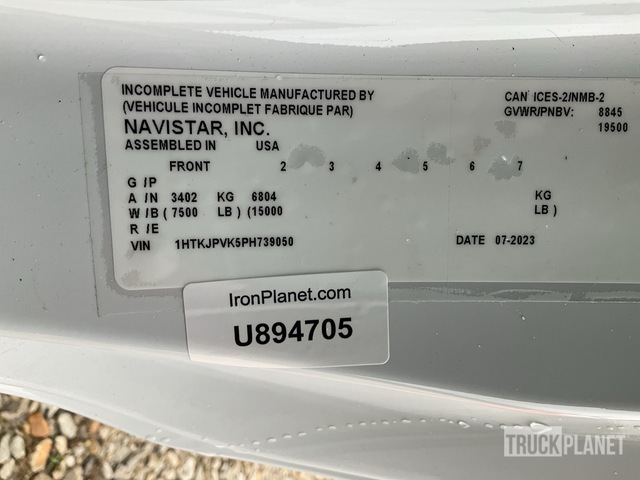 INCOMPLETE VEHICLE MANUFACTURED BY
(VEHICULE INCOMPLET FABRIQUE PAR)
NAVISTAR, INC.
ASSEMBLED IN USA
CAN ICES-2/NMB-2
GVWR/PNBV: 8845
19500
FRONT 2 3 4 5 6 7
G/P
A/N 3402 KG 6804 KG
W/B (7500 LB) (15000 LB)
R/E
VIN 1HTKJPVK5PH739050 DATE 07-2023
IronPlanet.com
U894705
TRUCKPLANET